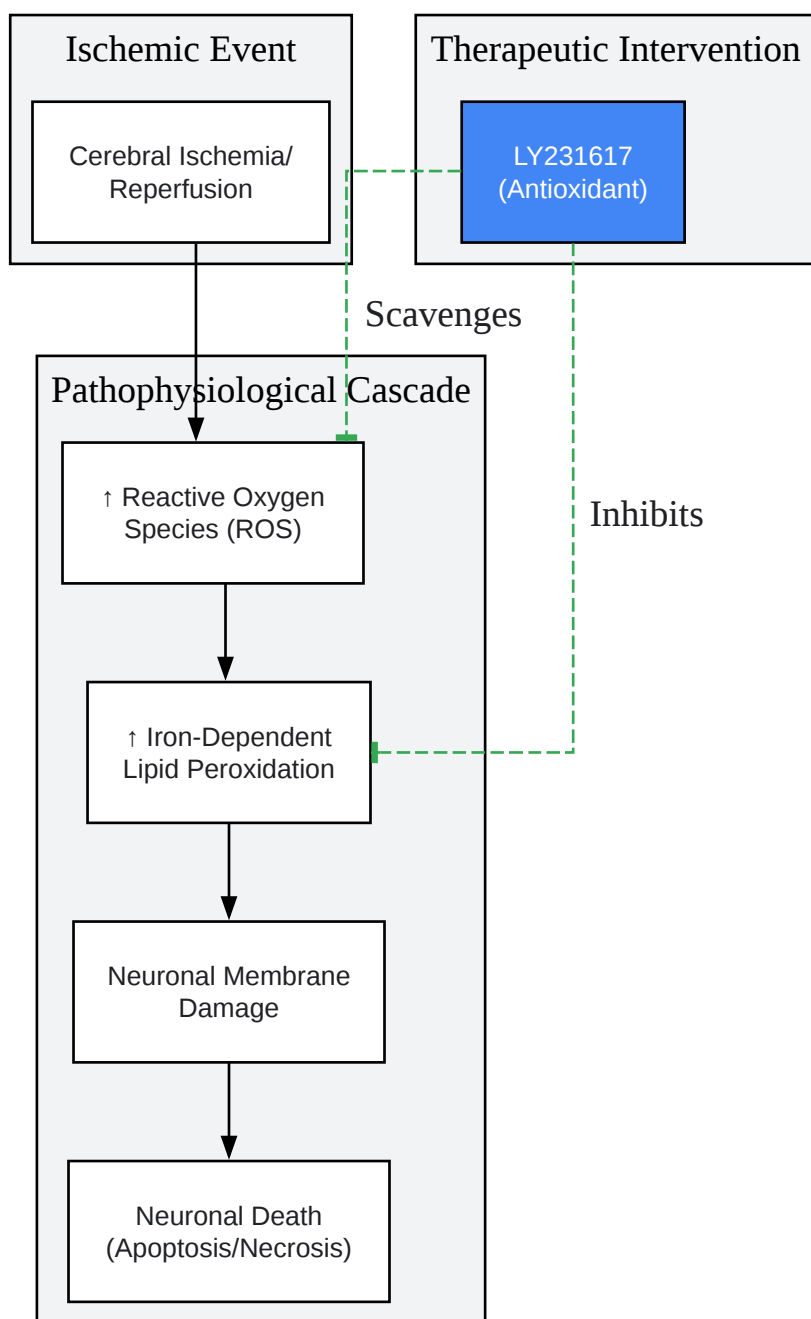 Ischemic Event
Cerebral Ischemia/
Reperfusion
Therapeutic Intervention
LY231617
(Antioxidant)
Scavenges
Pathophysiological Cascade
↑ Reactive Oxygen
Species (ROS)
Inhibits
↑ Iron-Dependent
Lipid Peroxidation
Neuronal Membrane
Damage
Neuronal Death
(Apoptosis/Necrosis)